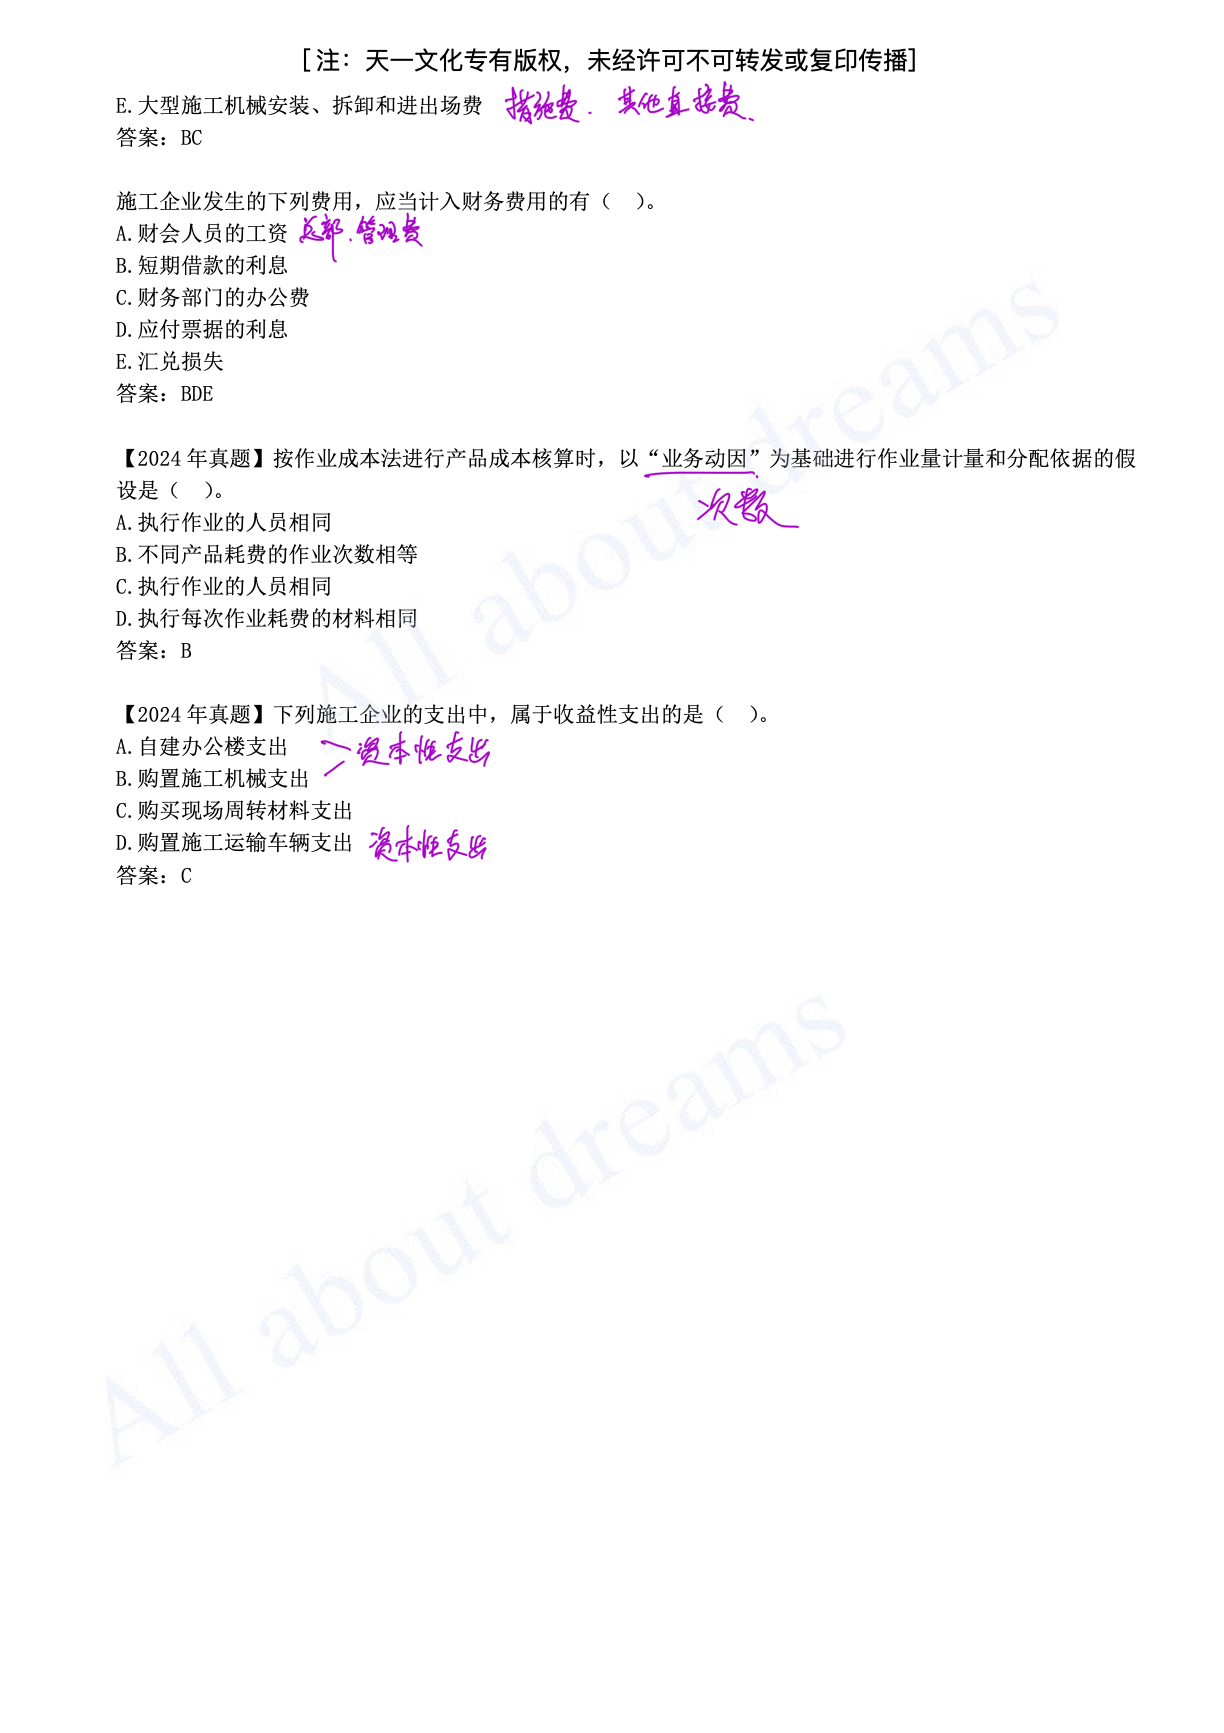 [注：天一文化专有版权，未经许可不可转发或复印传播]
E.大型施工机械安装、拆卸和进出场费 措施费. 其他直接费、
答案：BC
施工企业发生的下列费用，应当计入财务费用的有（ ）。
A.财会人员的工资 总部、管理费
B.短期借款的利息
C.财务部门的办公费
D.应付票据的利息
E.汇兑损失
答案：BDE
【2024 年真题】按作业成本法进行产品成本核算时，以“业务动因”为基础进行作业量计量和分配依据的假
设是（ ）。
次数
A.执行作业的人员相同
B.不同产品耗费的作业次数相等
C.执行作业的人员相同
D.执行每次作业耗费的材料相同
答案：B
【2024 年真题】下列施工企业的支出中，属于收益性支出的是（ ）。
A.自建办公楼支出 资本性支出
B.购置施工机械支出
C.购买现场周转材料支出
D.购置施工运输车辆支出 资本性支出
答案：C
All about dreams
All about dreams